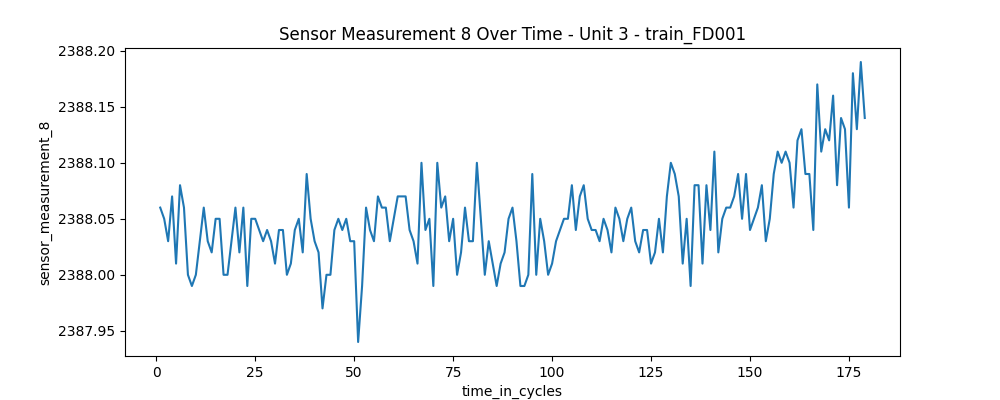 Sensor Measurement 8 Over Time - Unit 3 - train_FD001
2388.20
2388.15
2388.10
2388.05
2388.00
2387.95
sensor_measurement_8
0 25 50 75 100 125 150 175
time_in_cycles